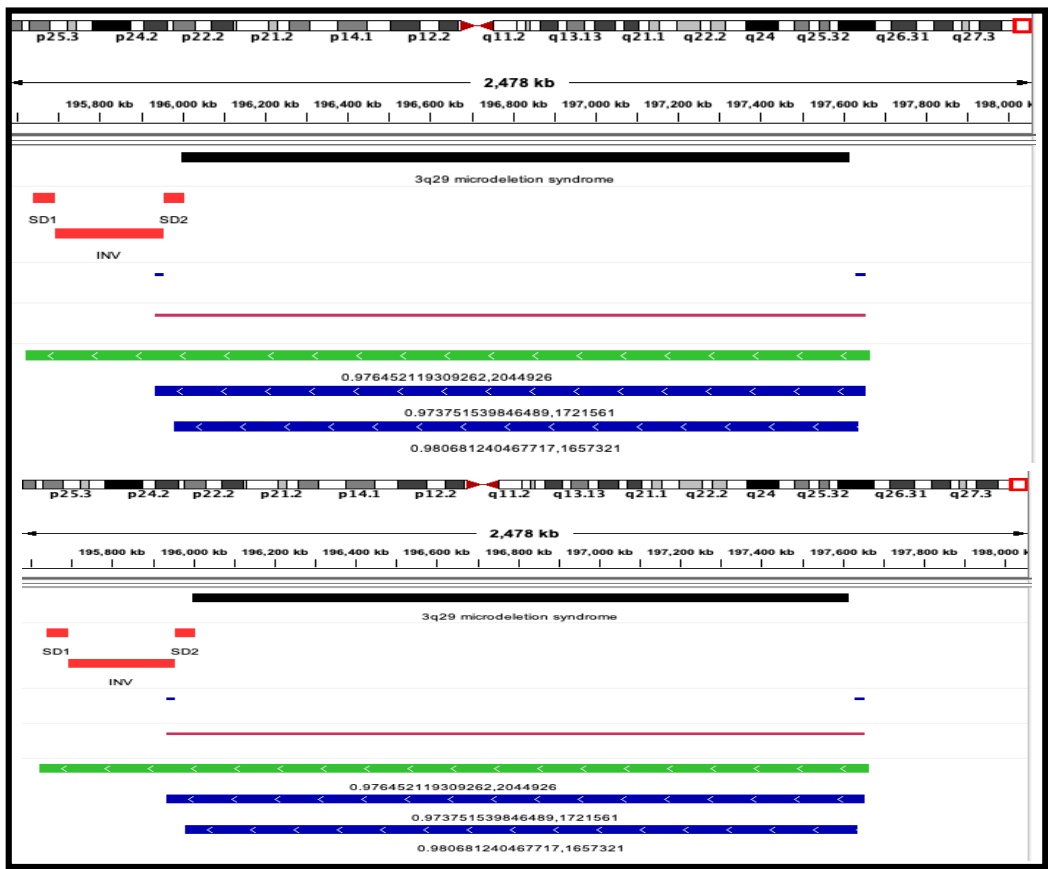 p25.3 p24.2 p22.2 p21.2 p14.1 p12.2 q11.2 q13.13 q21.1 q22.2 q24 q25.32 q26.31 q27.3
2,478 kb
195,800 kb 196,000 kb 196,200 kb 196,400 kb 196,600 kb 196,800 kb 197,000 kb 197,200 kb 197,400 kb 197,600 kb 197,800 kb 198,000 k
3q29 microdeletion syndrome
SD1 SD2
INV
0.976452119309262,2044926
0.973751539846489,1721561
0.980681240467717,1657321
p25.3 p24.2 p22.2 p21.2 p14.1 p12.2 q11.2 q13.13 q21.1 q22.2 q24 q25.32 q26.31 q27.3
2,478 kb
195,800 kb 196,000 kb 196,200 kb 196,400 kb 196,600 kb 196,800 kb 197,000 kb 197,200 kb 197,400 kb 197,600 kb 197,800 kb 198,000 k
3q29 microdeletion syndrome
SD1 SD2
INV
0.976452119309262,2044926
0.973751539846489,1721561
0.980681240467717,1657321